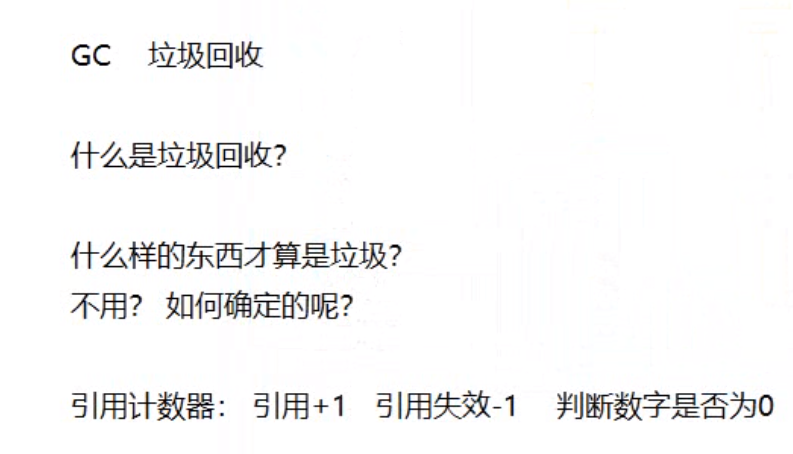 GC 垃圾回收
什么是垃圾回收？
什么样的东西才算是垃圾？
不用？ 如何确定的呢？
引用计数器： 引用+1 引用失效-1 判断数字是否为0